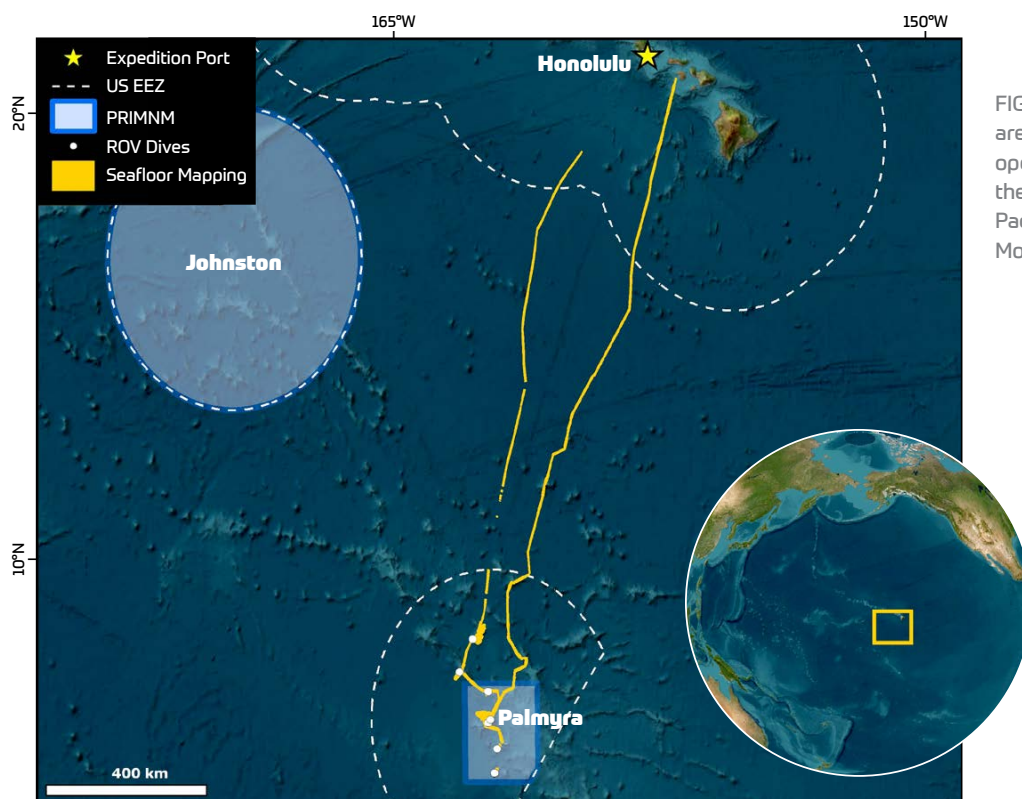 165°W
150°W
Expedition Port
US EEZ
PRIMNM
ROV Dives
Seafloor Mapping
Honolulu
20°N
Johnston
10°N
Palmyra
400 km
FIG
are
ope
the
Pac
Mo